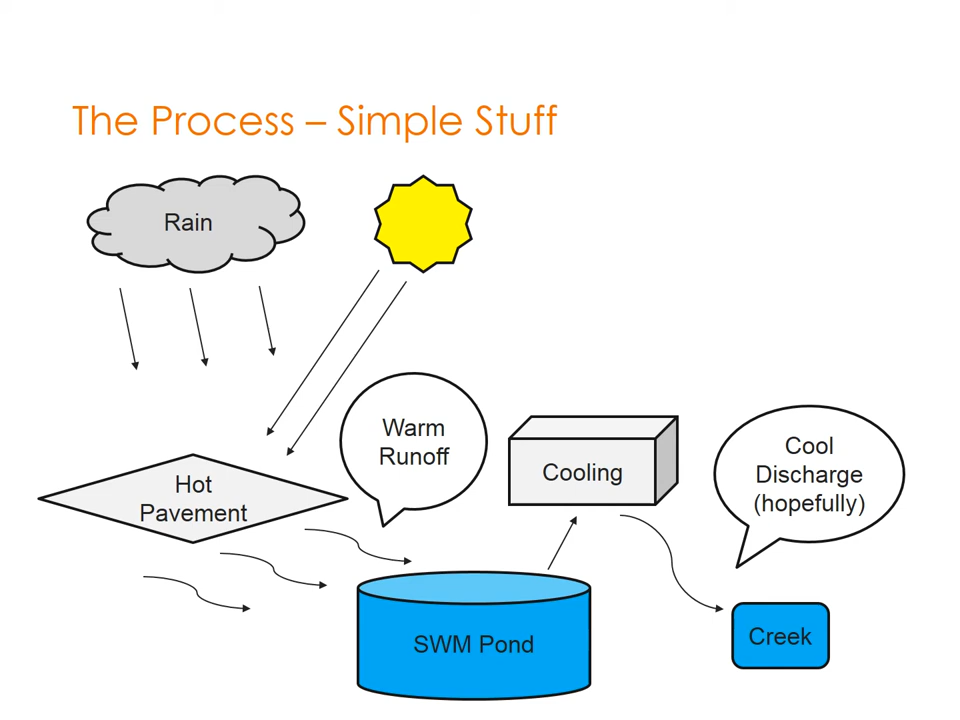 The Process – Simple Stuff
Rain
Warm
Runoff
Cooling
Cool
Discharge
(hopefully)
Hot
Pavement
SWM Pond
Creek